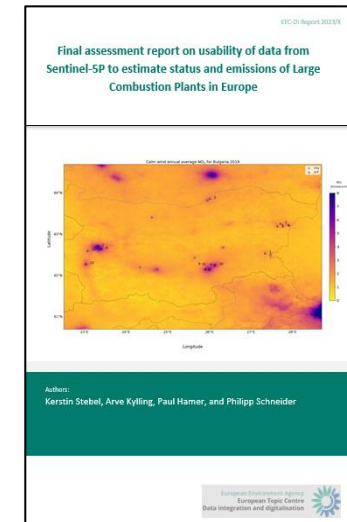 ETC-DI Report 2023/X
Final assessment report on usability of data from
Sentinel-5P to estimate status and emissions of Large
Combustion Plants in Europe
Calm wind annual average NO₂ for Bulgaria 2019
Latitude
Longitude
Authors:
Kerstin Stebel, Arve Kylling, Paul Hamer, and Philipp Schneider
European Environment Agency
European Topic Centre
Data integration and digitalisation